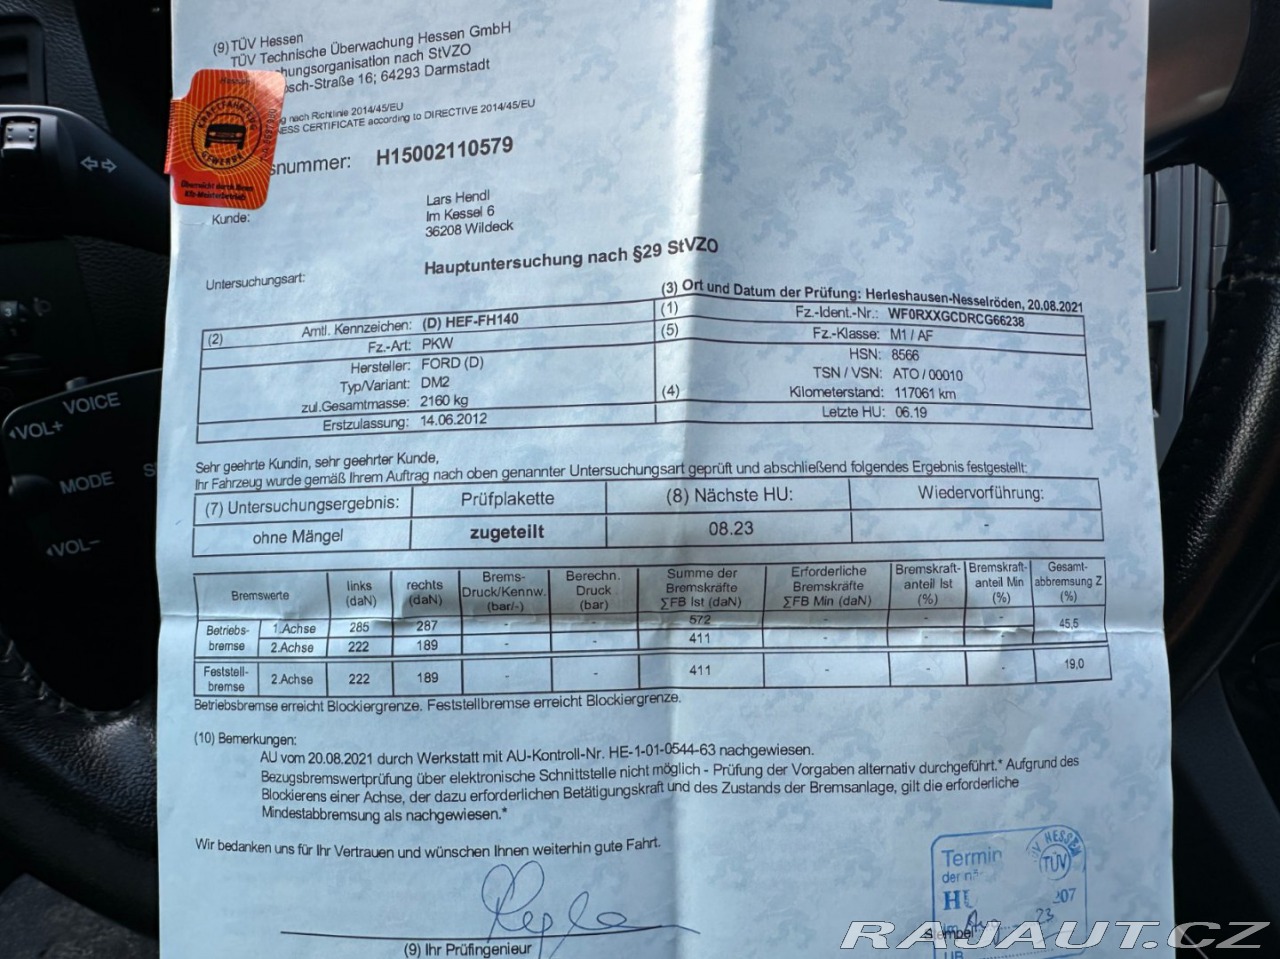 (9) TÜV Hessen
TÜV Technische Überwachung Hessen GmbH
nach StVZO
16; 64293 Darmstadt
nach Richtlinie 2014/45/EU
CERTIFICATE according to DIRECTIVE 2014/45/EU
KRAFTFAHRZEUG
GEWERBE
snummer: H15002110579
Kunde:
Lars Hendl
Im Kessel 6
36208 Wildeck
Untersuchungsart: Hauptuntersuchung nach §29 StVZO
(3) Ort und Datum der Prüfung: Herleshausen-Nesselröden, 20.08.2021
(2) Amtl. Kennzeichen: (D) HEF-FH140 (1) Fz.-Ident.-Nr.: WF0RXXGCDRCG66238
Fz.-Art: PKW (5) Fz.-Klasse: M1 / AF
Hersteller: FORD (D) HSN: 8566
Typ/Variant: DM2 TSN / VSN: ATO / 00010
zul.Gesamtmasse: 2160 kg (4) Kilometerstand: 117061 km
Erstzulassung: 14.06.2012 Letzte HU: 06.19
Sehr geehrte Kundin, sehr geehrter Kunde,
Ihr Fahrzeug wurde gemäß Ihrem Auftrag nach oben genannter Untersuchungsart geprüft und abschließend folgendes Ergebnis festgestellt:
(7) Untersuchungsergebnis: Prüfplakette (8) Nächste HU: Wiedervorführung:
ohne Mängel zugeteilt 08.23 -
Bremswerte links (daN) rechts (daN) Brems-Druck/Kennw. (bar/-) Berechn. Druck (bar) Summe der Bremskräfte ∑FB Ist (daN) Erforderliche Bremskräfte ∑FB Min (daN) Bremskraft-anteil Ist (%) Bremskraft-anteil Min (%) Gesamt-abbremsung Z (%)
Betriebs-bremse 1.Achse 285 287 - - 572 - - - 45,5
2.Achse 222 189 - - 411 - - -
Feststell-bremse 2.Achse 222 189 - - 411 - - - 19,0
Betriebsbremse erreicht Blockiergrenze. Feststellbremse erreicht Blockiergrenze.
(10) Bemerkungen:
AU vom 20.08.2021 durch Werkstatt mit AU-Kontroll-Nr. HE-1-01-0544-63 nachgewiesen.
Bezugsbremswertprüfung über elektronische Schnittstelle nicht möglich - Prüfung der Vorgaben alternativ durchgeführt.* Aufgrund des
Blockierens einer Achse, der dazu erforderlichen Betätigungskraft und des Zustands der Bremsanlage, gilt die erforderliche
Mindestabbremsung als nachgewiesen.*
Wir bedanken uns für Ihr Vertrauen und wünschen Ihnen weiterhin gute Fahrt.
(9) Ihr Prüfingenieur
Termin
der
HU
TÜV HESSEN
TÜV
207
Aug 23
Stempel
VOICE
VOL+
MODE
VOL-
RAJAUT.CZ